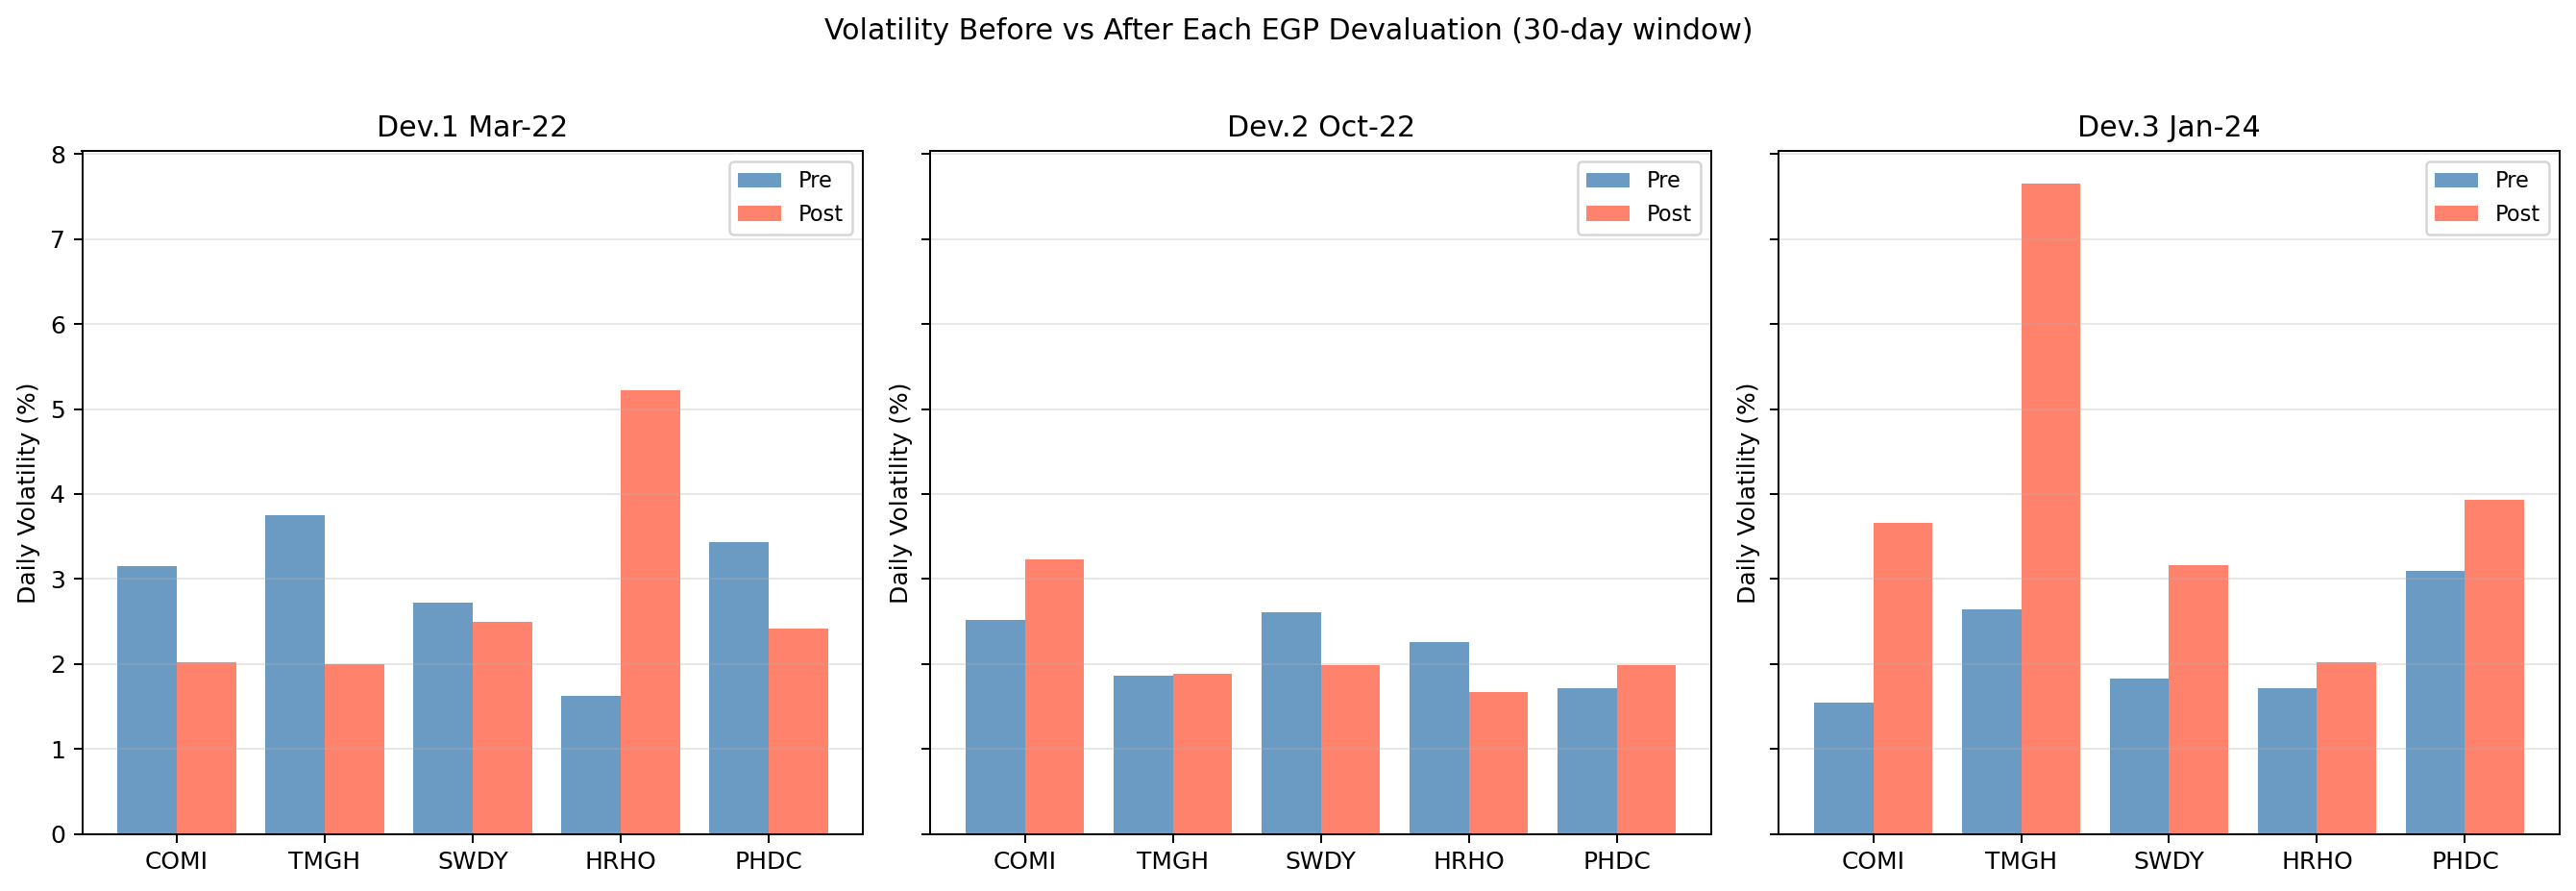 Volatility Before vs After Each EGP Devaluation (30-day window)
Dev.1 Mar-22
Daily Volatility (%)
8
7
6
5
4
3
2
1
0
Pre
Post
COMI TMGH SWDY HRHO PHDC
Dev.2 Oct-22
Daily Volatility (%)
Pre
Post
COMI TMGH SWDY HRHO PHDC
Dev.3 Jan-24
Daily Volatility (%)
Pre
Post
COMI TMGH SWDY HRHO PHDC